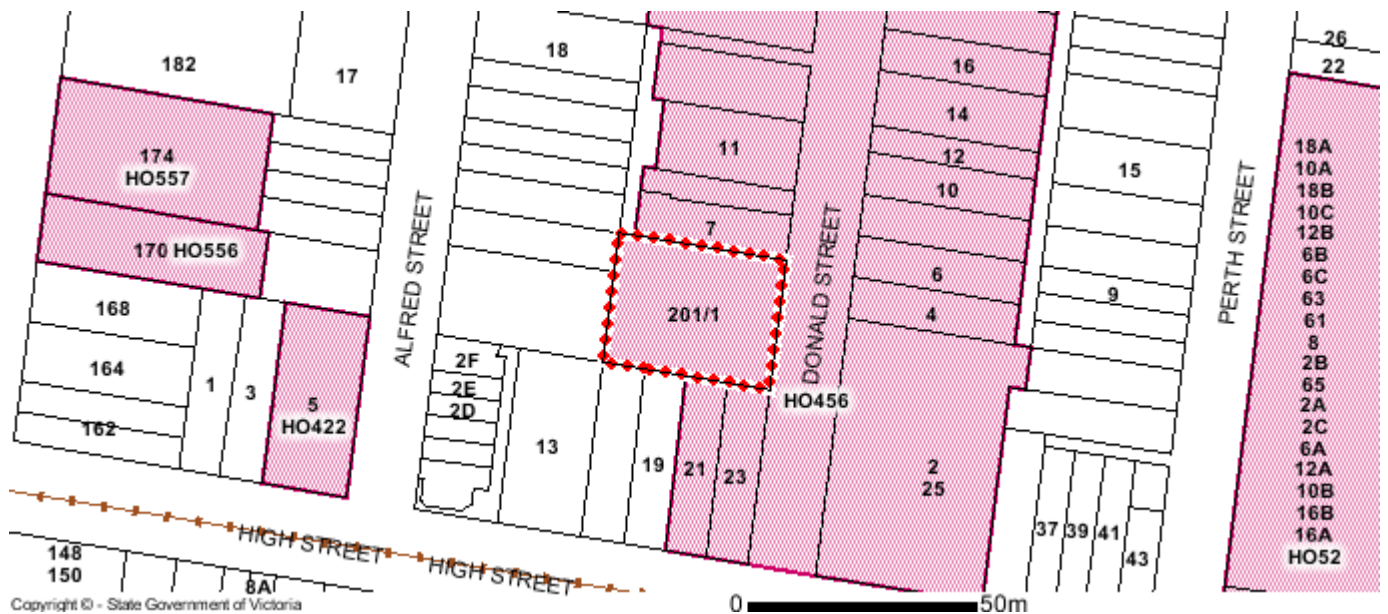 182
17
174
HO557
170 HO556
168
164
162
1
3
5
HO422
ALFRED STREET
18
2F
2E
2D
13
19
21
23
11
7
201/1
DONALD STREET
HO456
16
14
12
10
6
4
2
25
15
9
37
39
41
43
PERTH STREET
26
22
18A
10A
18B
10C
12B
6B
6C
63
61
8
2B
65
2A
2C
6A
12A
10B
16B
16A
HO52
HIGH STREET
HIGH STREET
148
150
8A
Copyright © - State Government of Victoria
0
50m